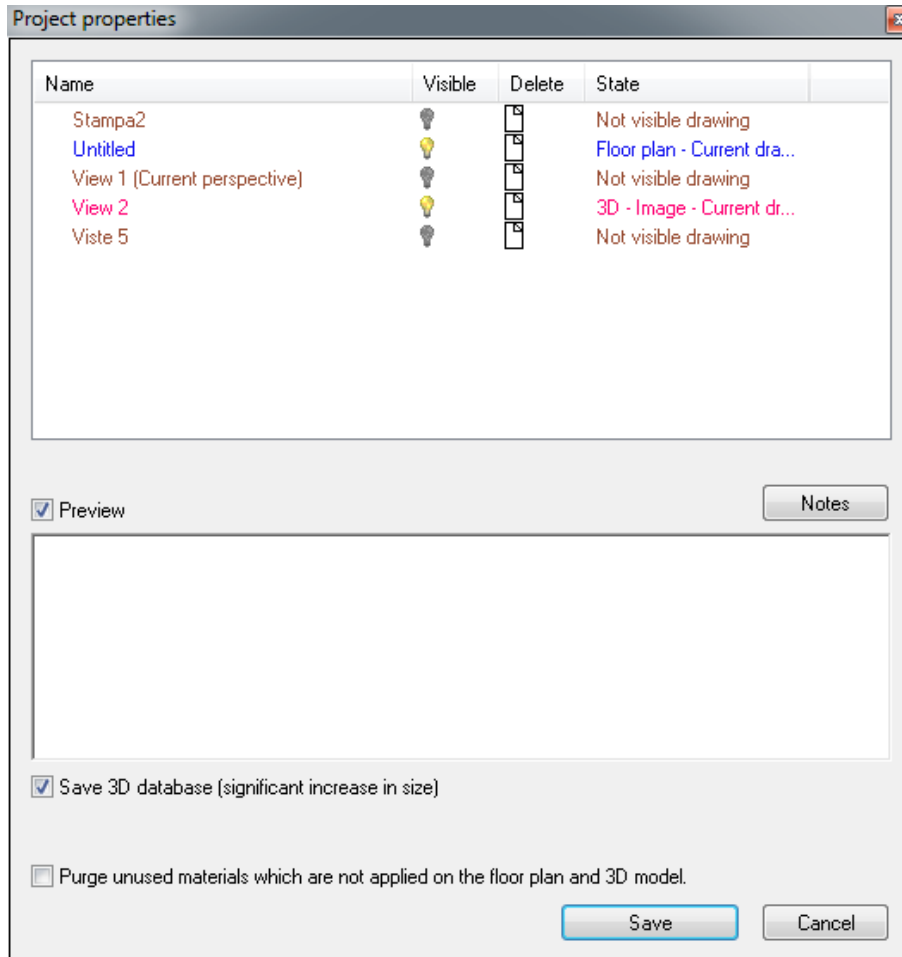 Project properties
Name Visible Delete State
Stampa2 Not visible drawing
Untitled Floor plan - Current dra...
View 1 (Current perspective) Not visible drawing
View 2 3D - Image - Current dr...
Viste 5 Not visible drawing
Preview Notes
Save 3D database (significant increase in size)
Purge unused materials which are not applied on the floor plan and 3D model.
Save Cancel